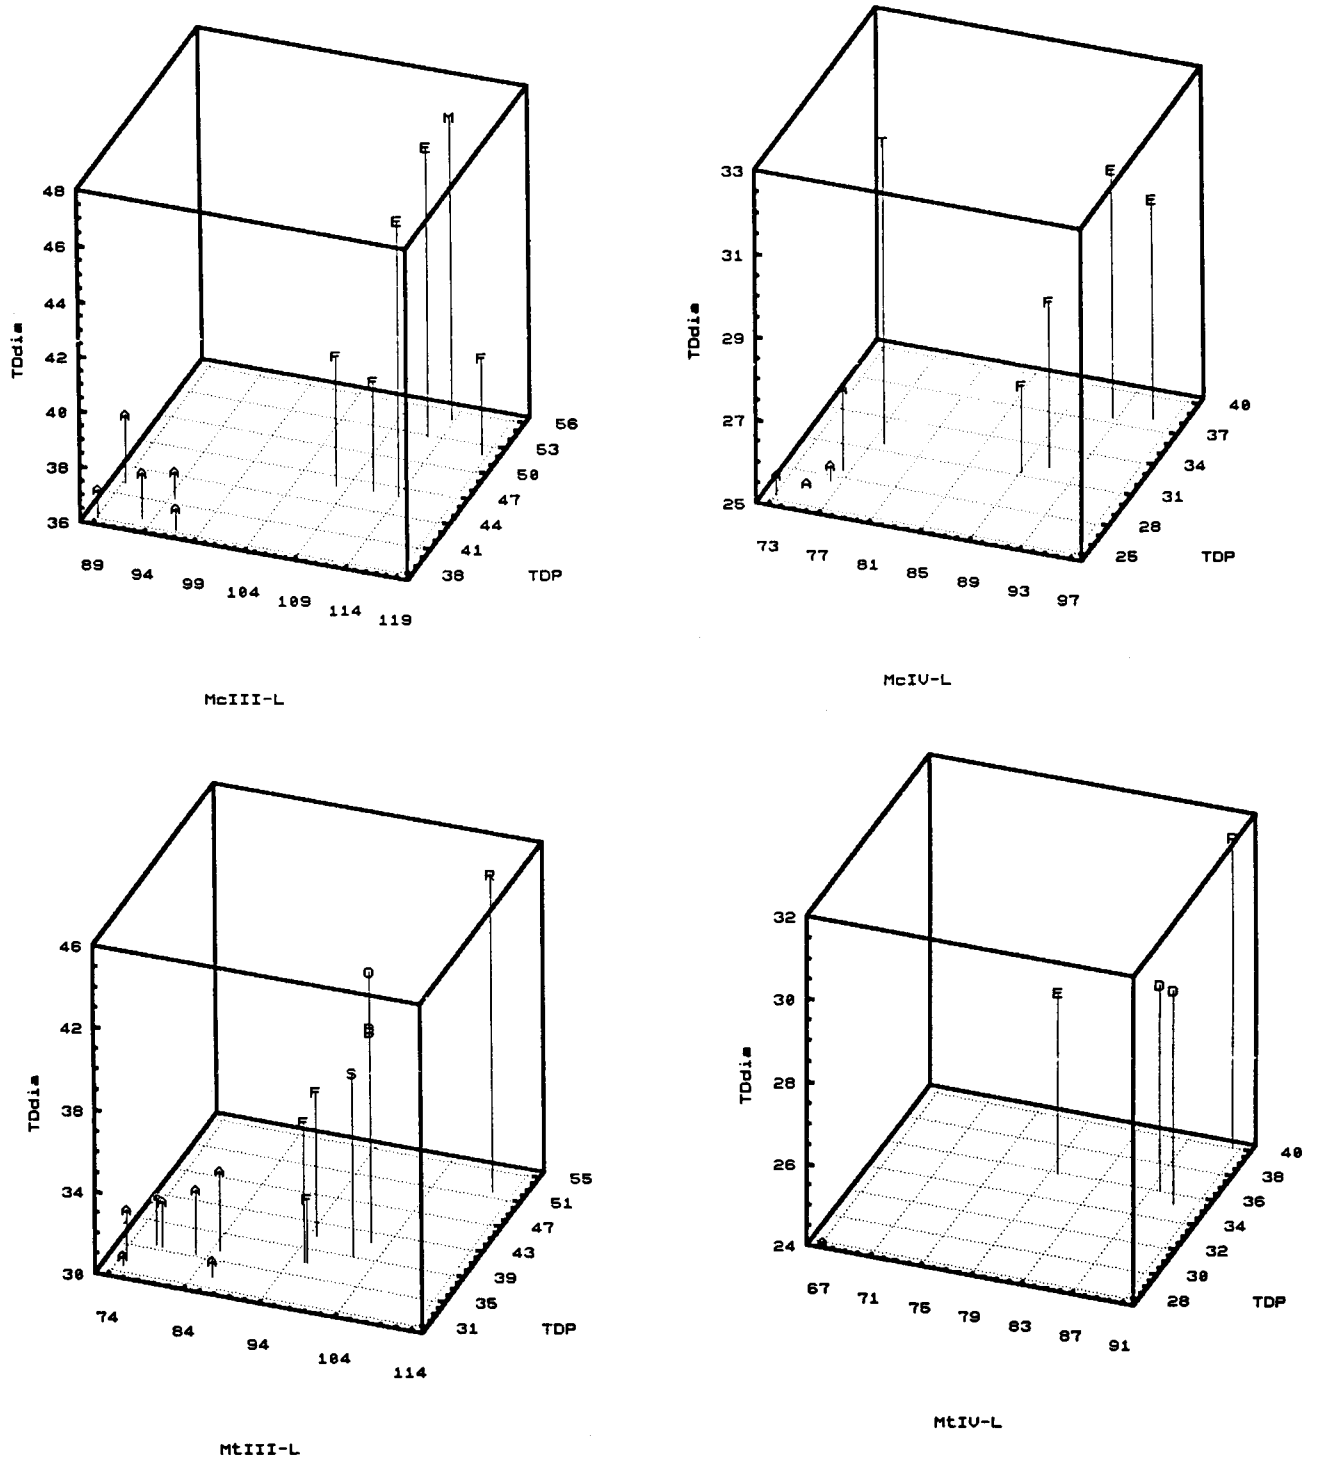 M
E
48
E
46
44
TDdia
42
F
F
F
40
A
56
53
38
A
A
50
A
47
36
A
44
41
89
94
99
104
109
114
119
38
TDP
McIII-L
T
33
E
E
31
F
TDdia
29
F
40
27
A
37
34
A
A
A
31
25
28
73
77
81
85
89
93
97
25
TDP
McIV-L
R
46
O
42
B
S
F
TDdia
38
F
55
34
A
A
F
51
A
47
43
A
A
39
30
35
74
84
94
104
114
31
TDP
MtIII-L
R
32
E
D
O
30
TDdia
28
26
40
38
36
34
24
A
32
30
67
71
75
79
83
87
91
28
TDP
MtIV-L